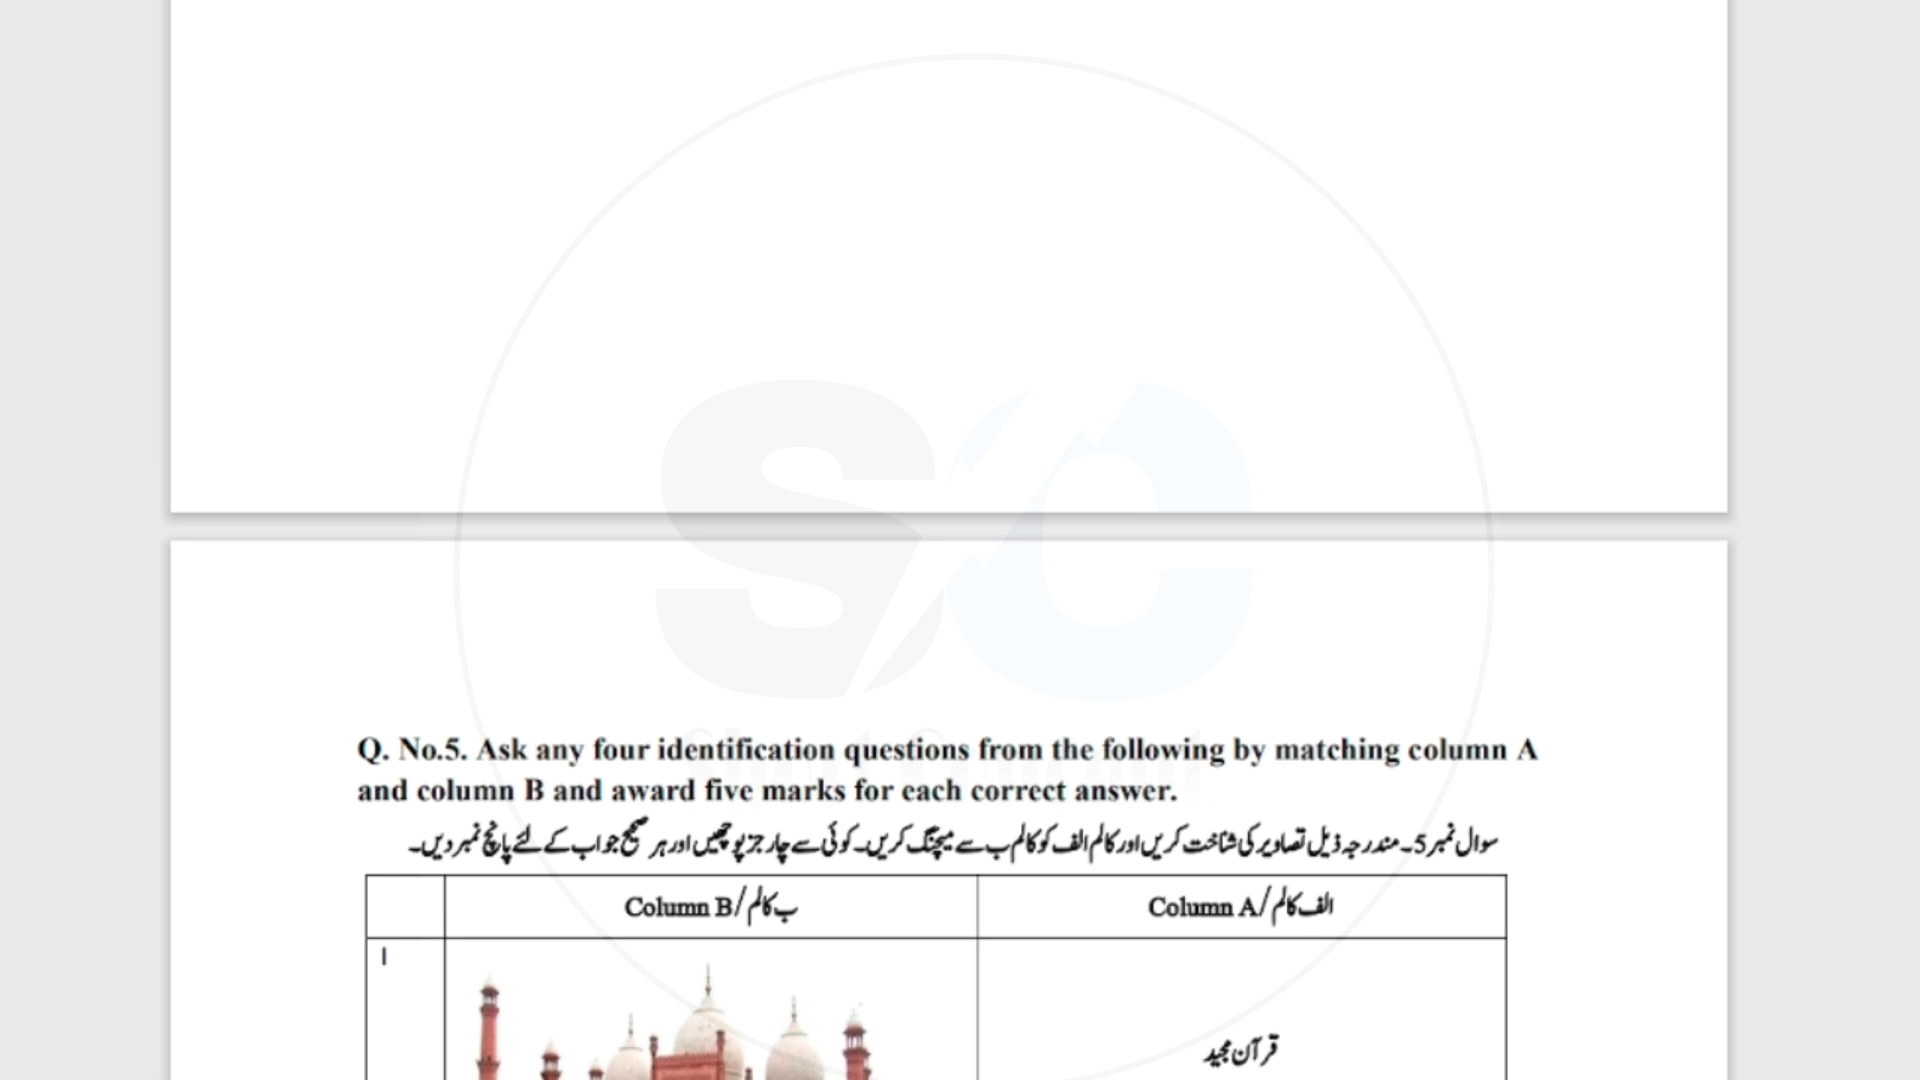 Q. No.5. Ask any four identification questions from the following by matching column A
and column B and award five marks for each correct answer.
سوال نمبر 5۔ مندرجہ ذیل تصاویر کی شناخت کریں اور کالم الف کو کالم ب سے میچنگ کریں۔ کوئی سے چار جز پوچھیں اور ہر صحیح جواب کے لئے پانچ نمبر دیں۔
Column B/ب کالم
Column A/الف کالم
1
قرآن مجید
SC